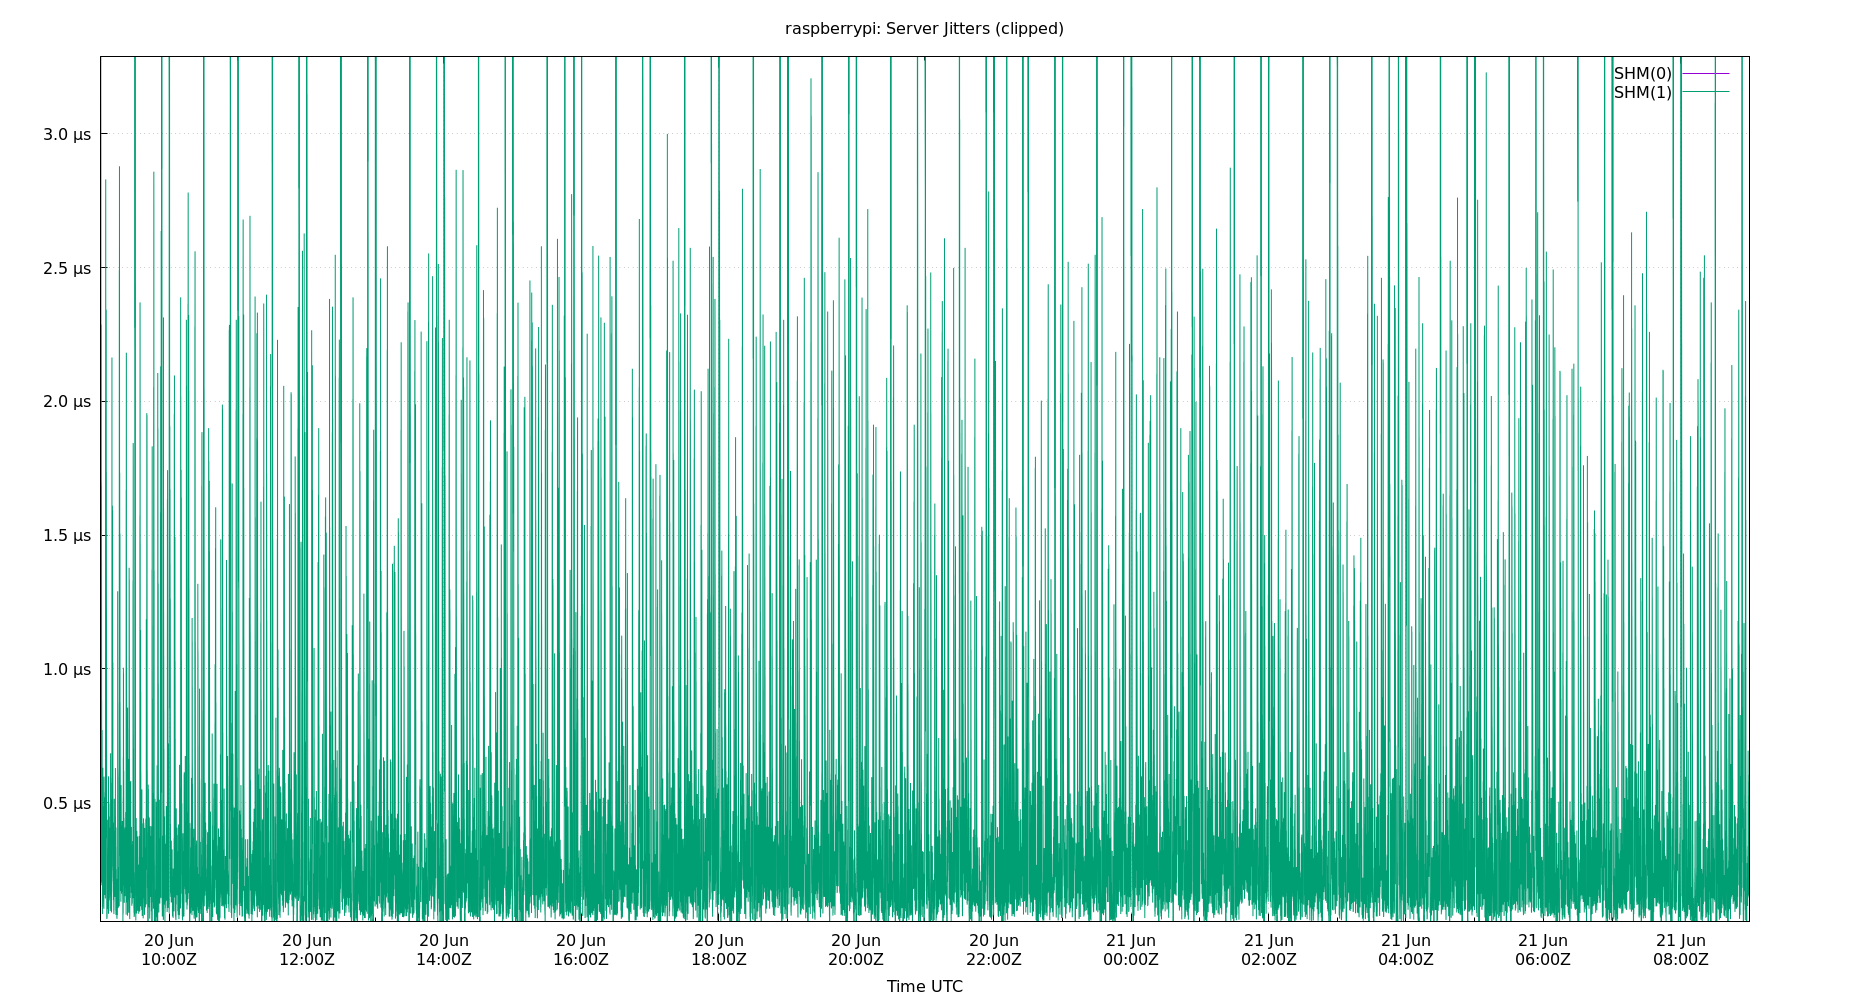 raspberrypi: Server Jitters (clipped)
SHM(0)
SHM(1)
3.0 µs
2.5 µs
2.0 µs
1.5 µs
1.0 µs
0.5 µs
20 Jun 20 Jun 20 Jun 20 Jun 20 Jun 20 Jun 20 Jun 21 Jun 21 Jun 21 Jun 21 Jun 21 Jun
10:00Z 12:00Z 14:00Z 16:00Z 18:00Z 20:00Z 22:00Z 00:00Z 02:00Z 04:00Z 06:00Z 08:00Z
Time UTC